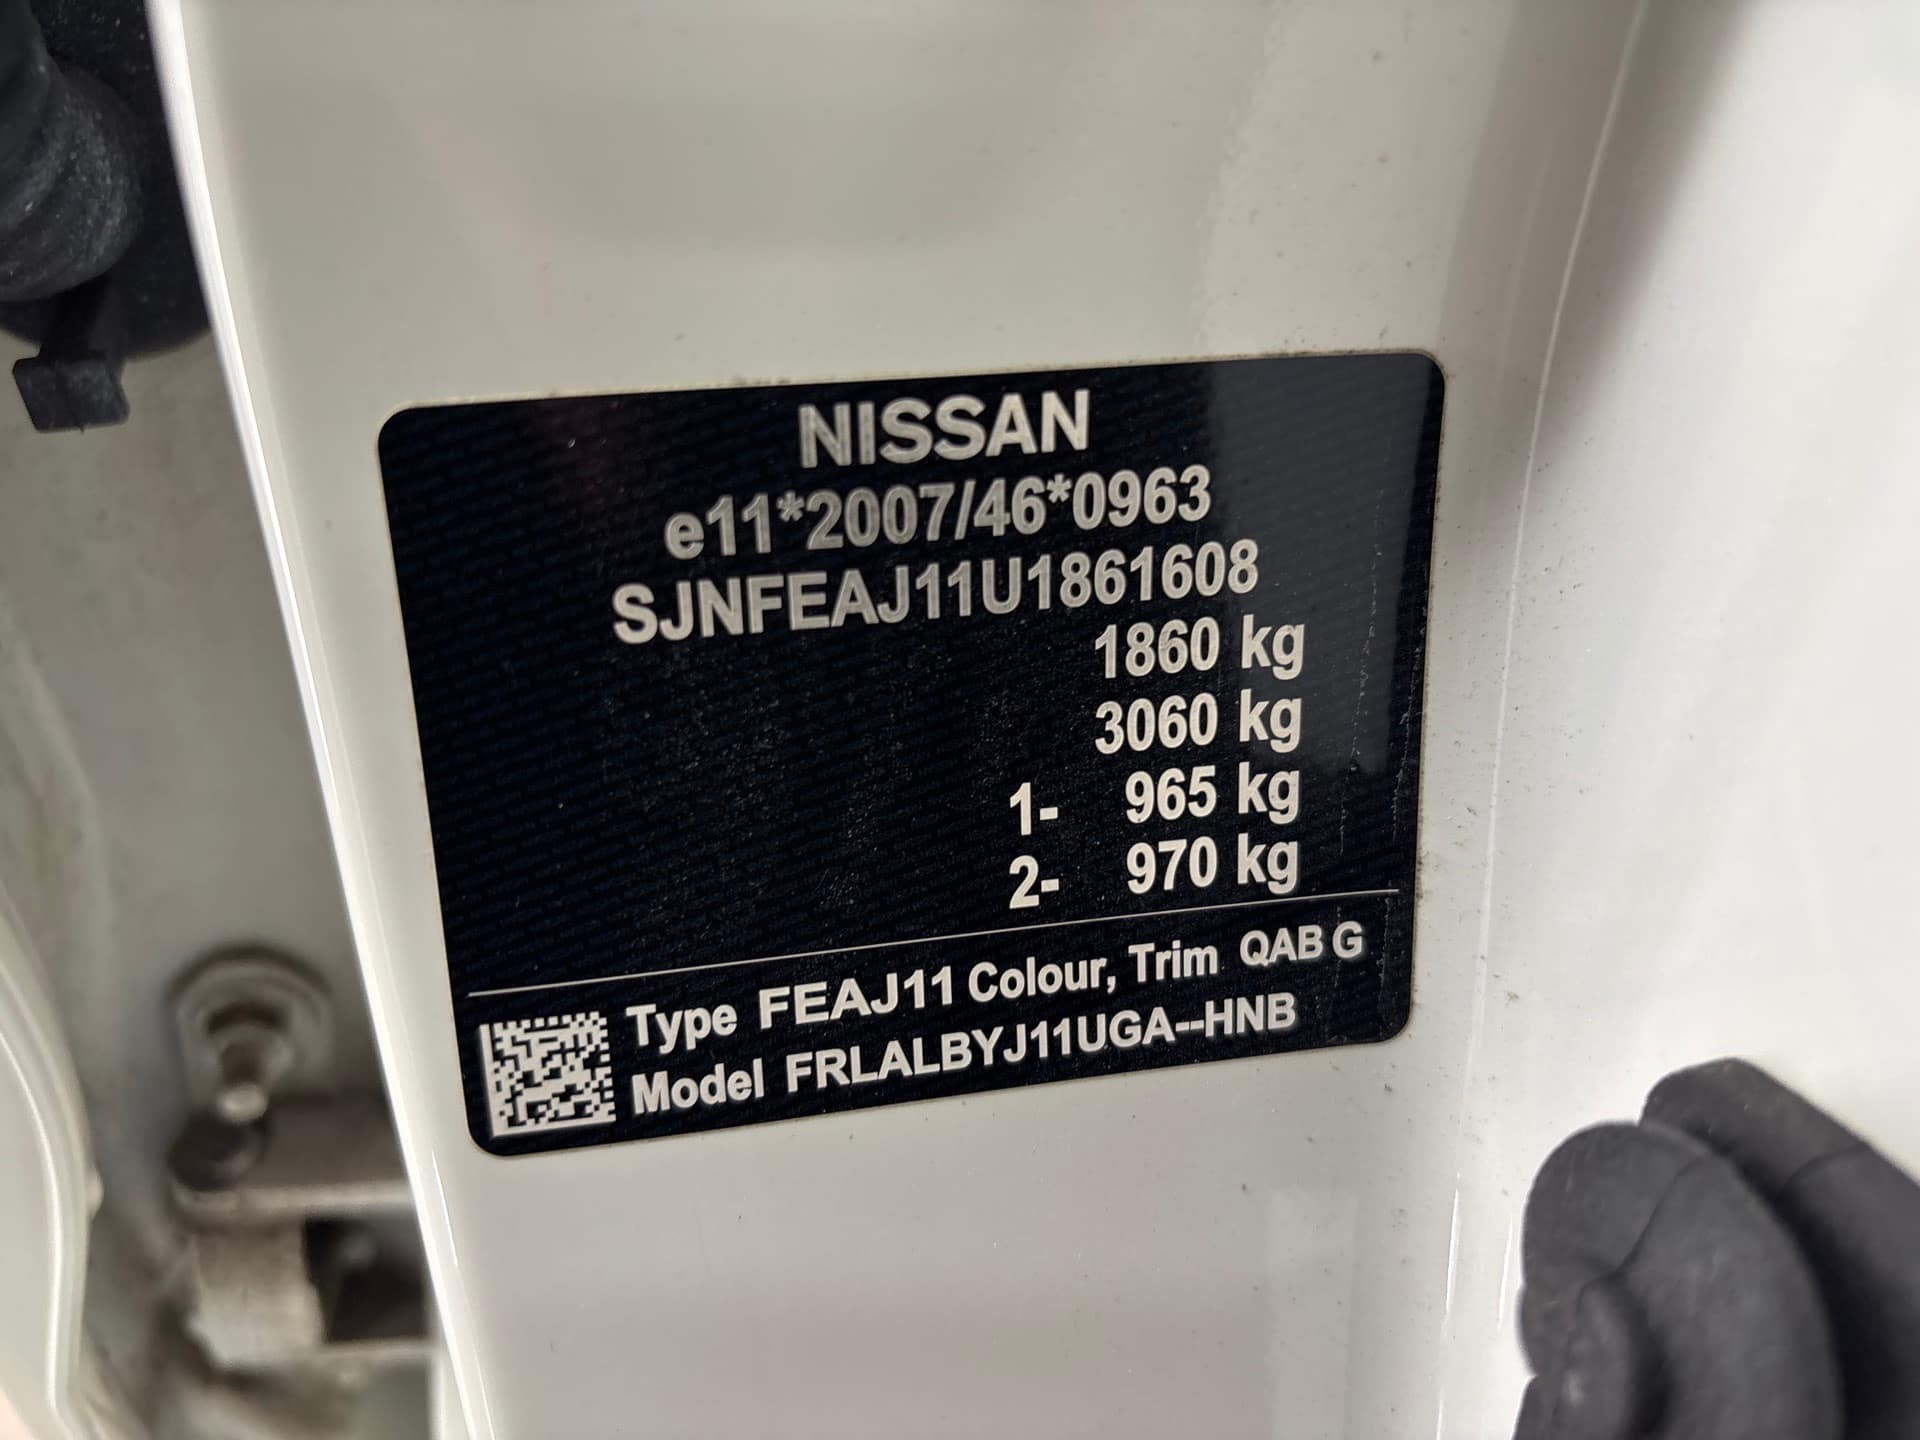 NISSAN
e11*2007/46*0963
SJNFEAJ11U1861608
1860 kg
3060 kg
1- 965 kg
2- 970 kg
Type FEAJ11 Colour, Trim QAB G
Model FRLALBYJ11UGA--HNB